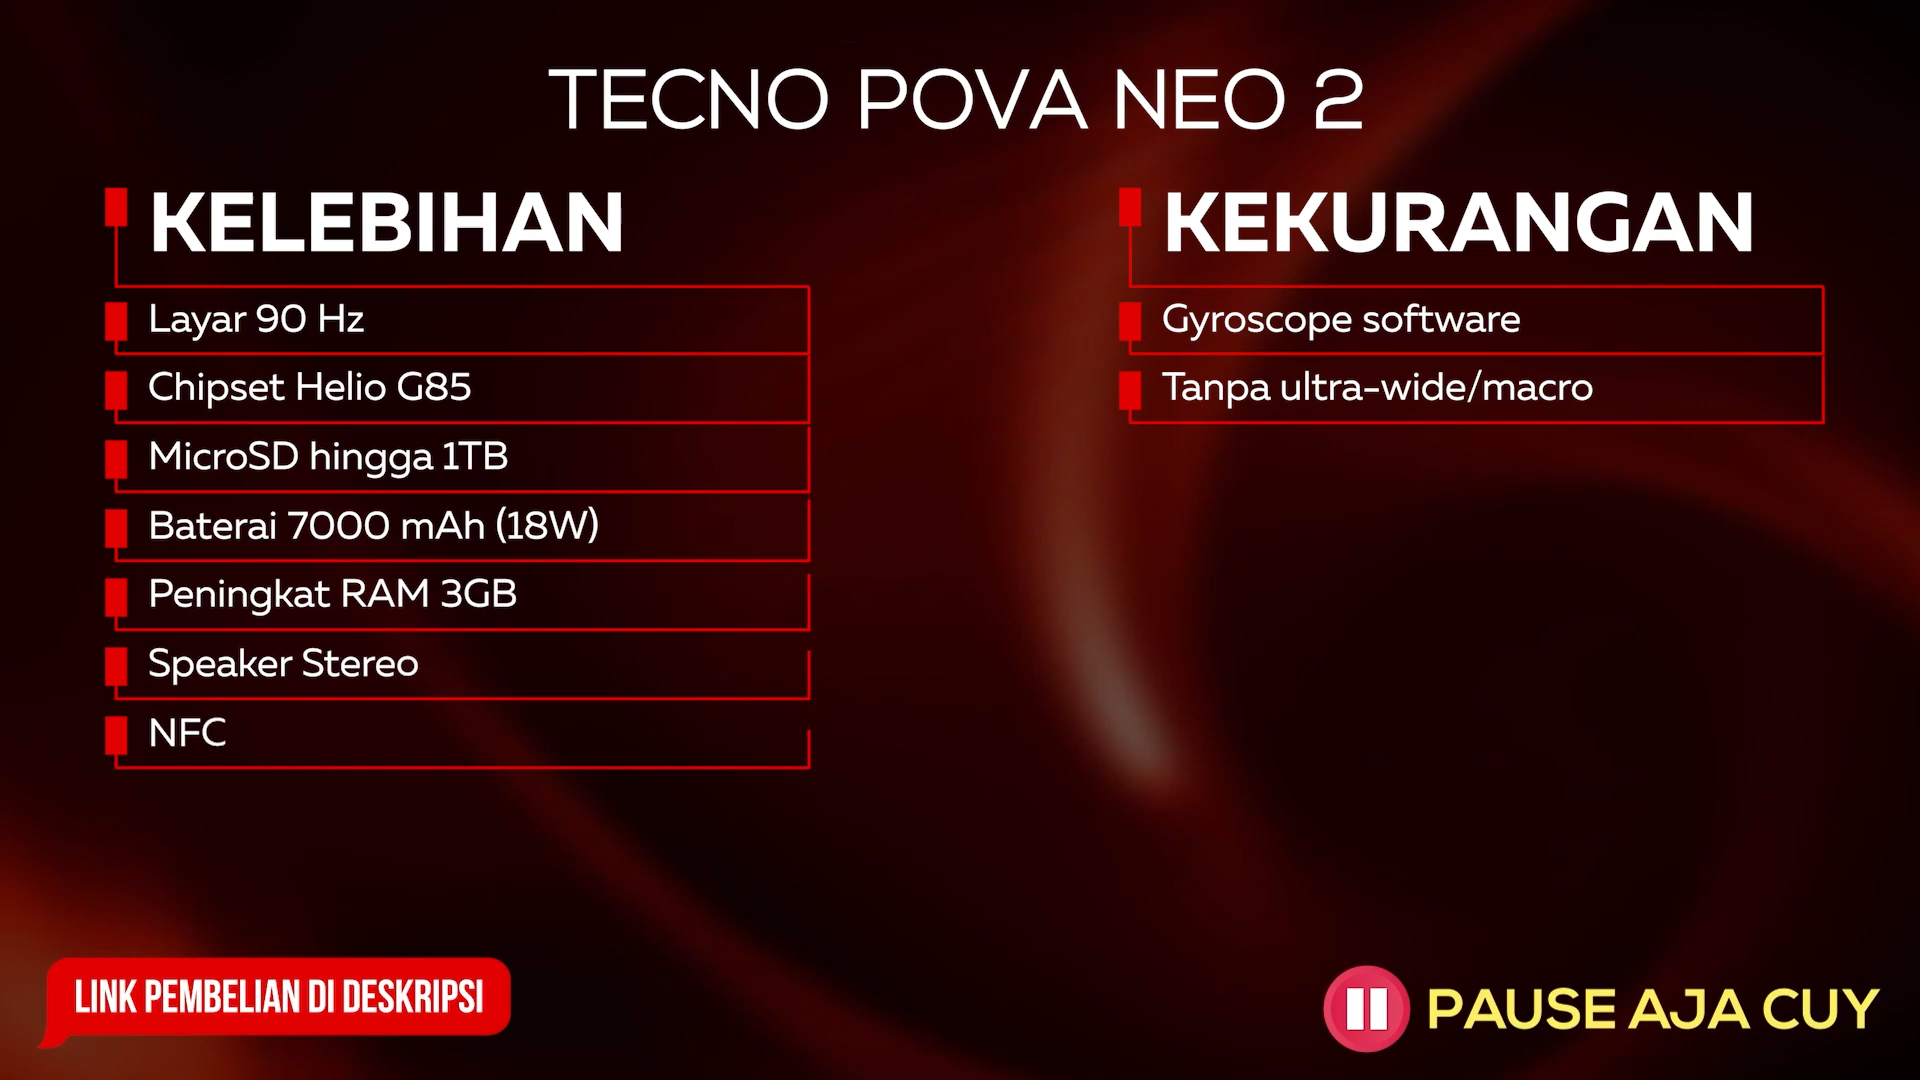 TECNO POVA NEO 2
KELEBIHAN
Layar 90 Hz
Chipset Helio G85
MicroSD hingga 1TB
Baterai 7000 mAh (18W)
Peningkat RAM 3GB
Speaker Stereo
NFC
KEKURANGAN
Gyroscope software
Tanpa ultra-wide/macro
LINK PEMBELIAN DI DESKRIPSI
PAUSE AJA CUY